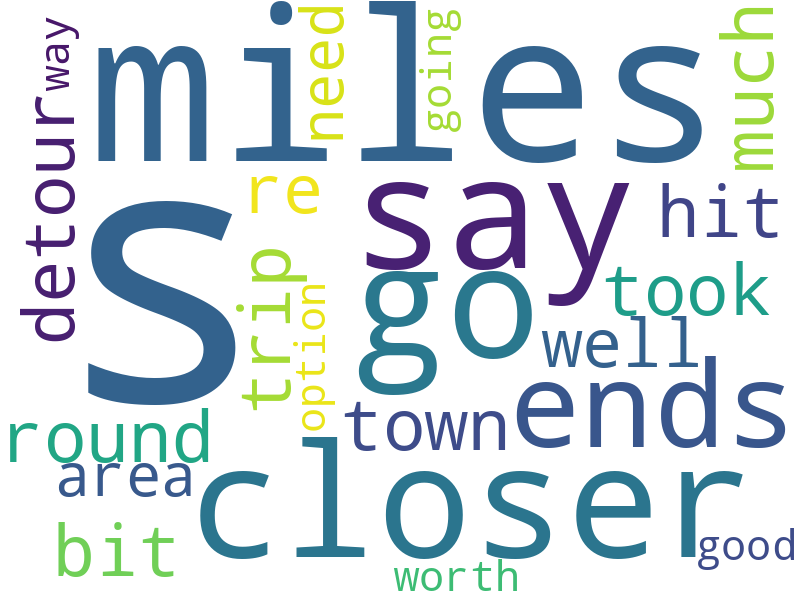 miles
need
going
much
way
detour
s
re
say
hit
trip
go
took
option
well
ends
town
round
area
closer
bit
good
worth